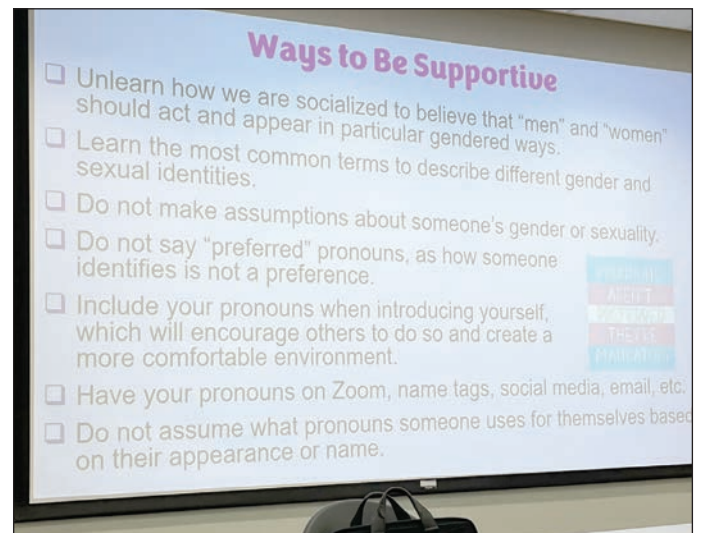 Ways to Be Supportive
❑ Unlearn how we are socialized to believe that "men" and "women"
should act and appear in particular gendered ways.
❑ Learn the most common terms to describe different gender and
sexual identities.
❑ Do not make assumptions about someone's gender or sexuality.
❑ Do not say "preferred" pronouns, as how someone
identifies is not a preference.
❑ Include your pronouns when introducing yourself,
which will encourage others to do so and create a
more comfortable environment.
❑ Have your pronouns on Zoom, name tags, social media, email, etc.
❑ Do not assume what pronouns someone uses for themselves based
on their appearance or name.
AREN'T
THEY'RE
MANDATORY